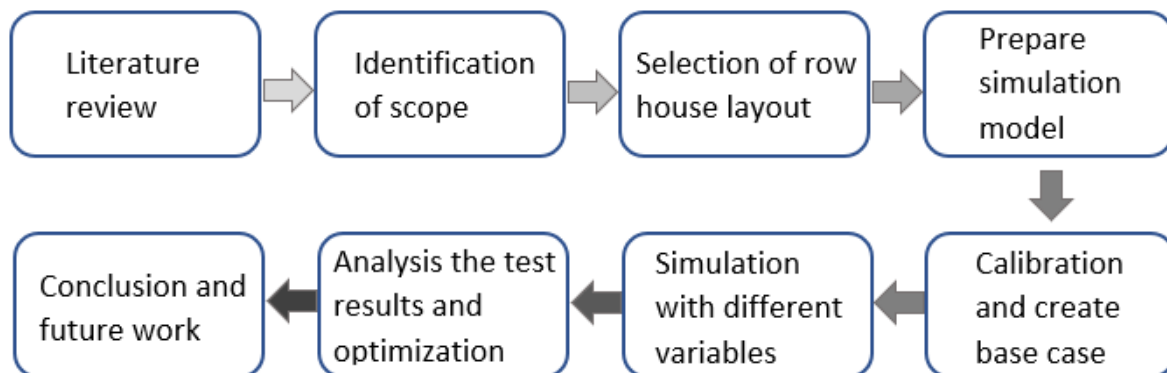 Literature
review
Identification
of scope
Selection of row
house layout
Prepare
simulation
model
Calibration
and create
base case
Simulation
with different
variables
Analysis the test
results and
optimization
Conclusion and
future work